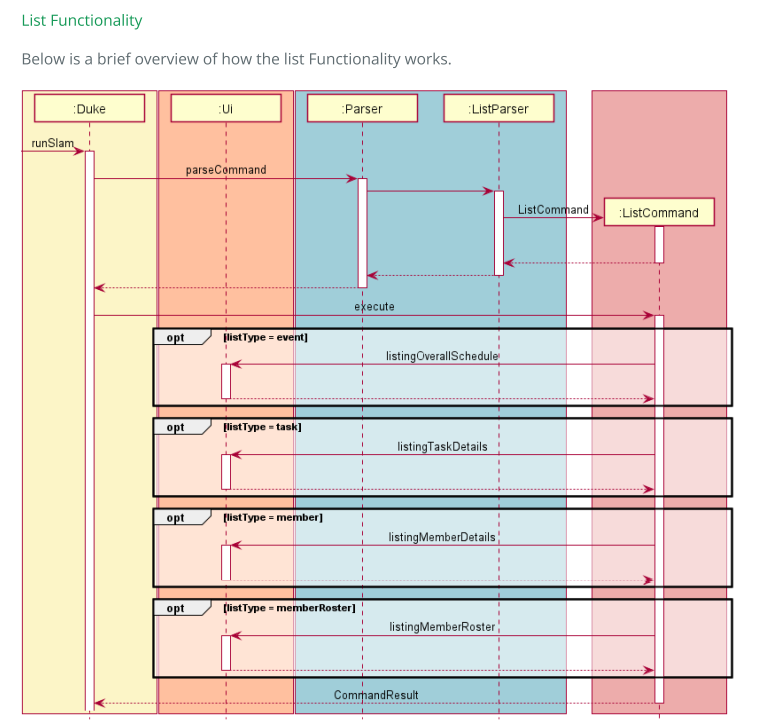 List Functionality
Below is a brief overview of how the list Functionality works.
:Duke
:Ui
:Parser
:ListParser
runSlam
parseCommand
ListCommand
:ListCommand
execute
opt
[listType = event]
listingOverallSchedule
opt
[listType = task]
listingTaskDetails
opt
[listType = member]
listingMemberDetails
opt
[listType = memberRoster]
listingMemberRoster
CommandResult